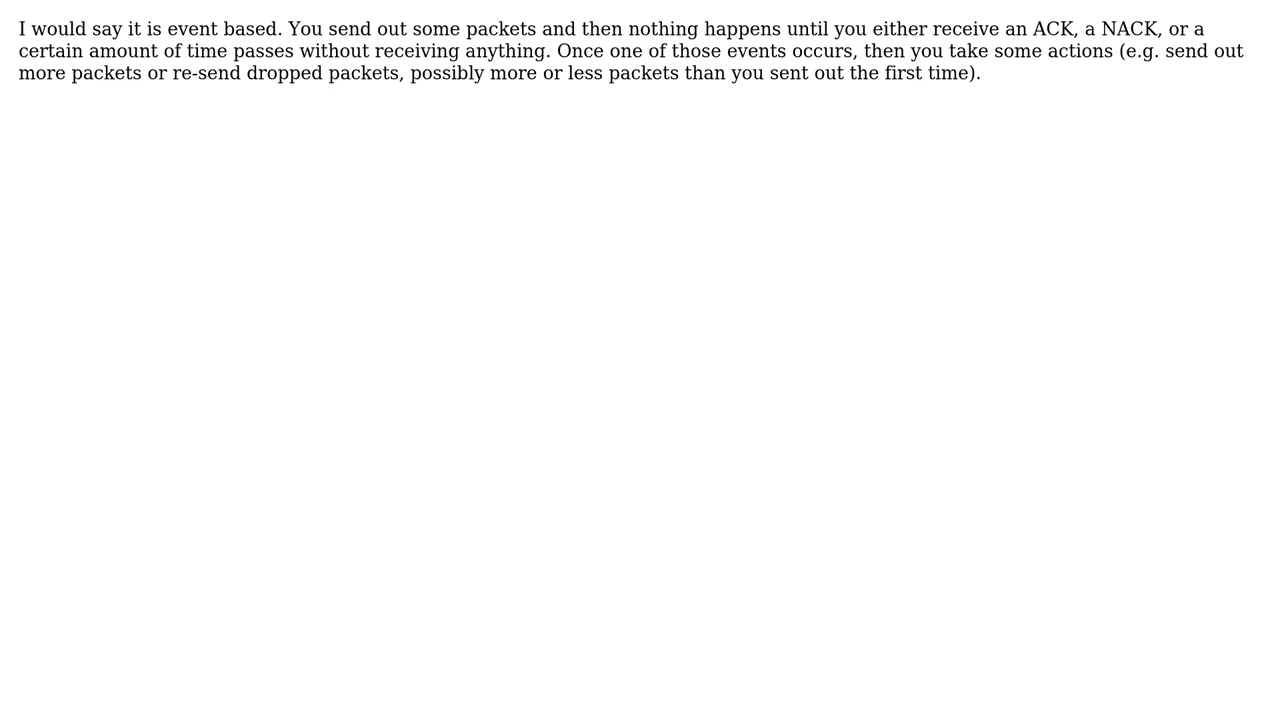 I would say it is event based. You send out some packets and then nothing happens until you either receive an ACK, a NACK, or a
certain amount of time passes without receiving anything. Once one of those events occurs, then you take some actions (e.g. send out
more packets or re-send dropped packets, possibly more or less packets than you sent out the first time).